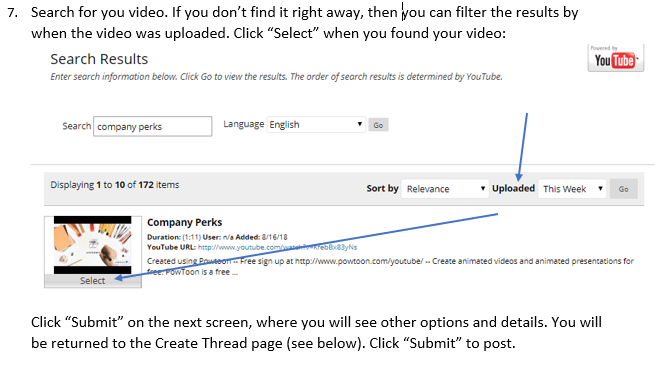 7. Search for you video. If you don’t find it right away, then you can filter the results by
when the video was uploaded. Click “Select” when you found your video:
Search Results
Powered by
YouTube
Enter search information below. Click Go to view the results. The order of search results is determined by YouTube.
Search company perks Language English Go
Displaying 1 to 10 of 172 items
Sort by Relevance Uploaded This Week Go
Company Perks
Duration: (1:11) User: n/a Added: 8/16/18
YouTube URL: http://www.youtube.com/
Created using Powtoon -- Free sign up at http://www.powtoon.com/youtube/ -- Create animated videos and animated presentations for
free. PowToon is a free ...
Select
Click “Submit” on the next screen, where you will see other options and details. You will
be returned to the Create Thread page (see below). Click “Submit” to post.